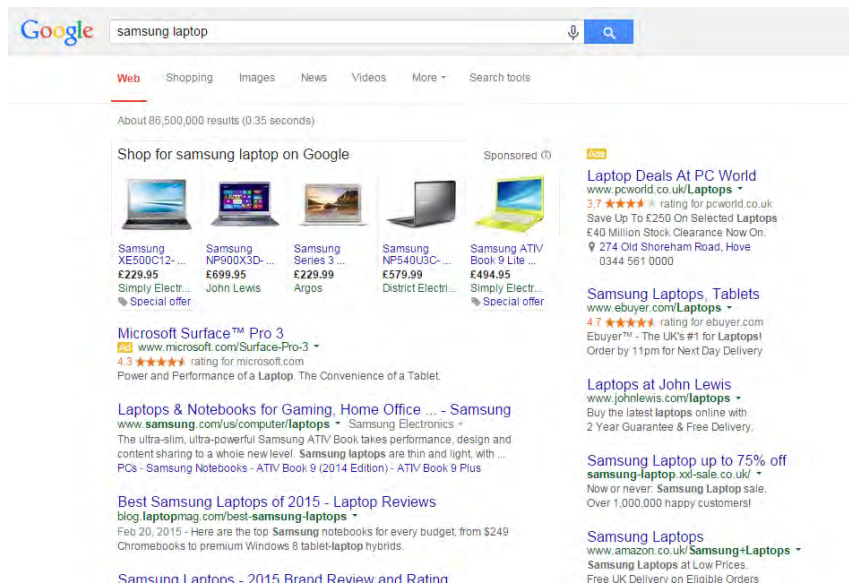 Google
samsung laptop
Web Shopping Images News Videos More Search tools
About 86,500,000 results (0.35 seconds)
Shop for samsung laptop on Google Sponsored
Samsung XE500C12- ...
£229.95
Simply Electr...
Special offer
Samsung NP900X3D- ...
£699.95
John Lewis
Samsung Series 3 ...
£229.99
Argos
Samsung NP540U3C- ...
£579.99
District Electri...
Samsung ATIV Book 9 Lite ...
£494.95
Simply Electr...
Special offer
Microsoft Surface™ Pro 3
Ad www.microsoft.com/Surface-Pro-3
4.3 rating for microsoft.com
Power and Performance of a Laptop. The Convenience of a Tablet.
Laptops & Notebooks for Gaming, Home Office ... - Samsung
www.samsung.com/us/computer/laptops Samsung Electronics
The ultra-slim, ultra-powerful Samsung ATIV Book takes performance, design and
content sharing to a whole new level. Samsung laptops are thin and light, with ...
PCs - Samsung Notebooks - ATIV Book 9 (2014 Edition) - ATIV Book 9 Plus
Best Samsung Laptops of 2015 - Laptop Reviews
blog.laptopmag.com/best-samsung-laptops
Feb 20, 2015 - Here are the top Samsung notebooks for every budget, from $249
Chromebooks to premium Windows 8 tablet-laptop hybrids.
Samsung Laptops - 2015 Brand Review and Rating
Ads
Laptop Deals At PC World
www.pcworld.co.uk/Laptops
3.7 rating for pcworld.co.uk
Save Up To £250 On Selected Laptops
£40 Million Stock Clearance Now On.
274 Old Shoreham Road, Hove
0344 561 0000
Samsung Laptops, Tablets
www.ebuyer.com/Laptops
4.7 rating for ebuyer.com
Ebuyer™ - The UK's #1 for Laptops!
Order by 11pm for Next Day Delivery
Laptops at John Lewis
www.johnlewis.com/laptops
Buy the latest laptops online with
2 Year Guarantee & Free Delivery.
Samsung Laptop up to 75% off
samsung-laptop.xxl-sale.co.uk/
Now or never: Samsung Laptop sale.
Over 1,000,000 happy customers!
Samsung Laptops
www.amazon.co.uk/Samsung+Laptops
Samsung Laptops at Low Prices.
Free UK Delivery on Eligible Orders